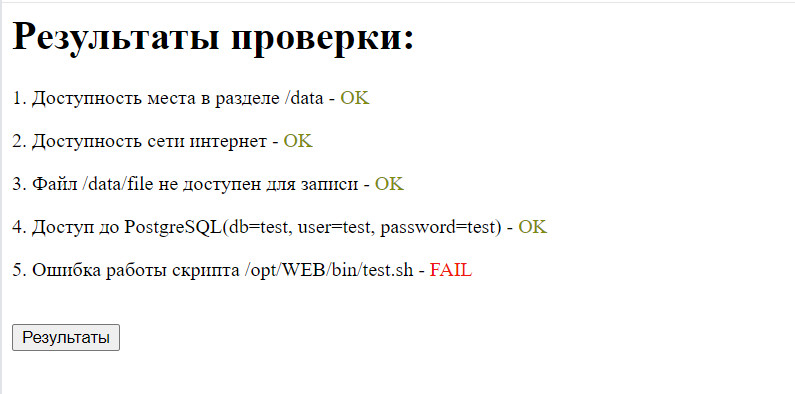 Результаты проверки:
1. Доступность места в разделе /data - OK
2. Доступность сети интернет - OK
3. Файл /data/file не доступен для записи - OK
4. Доступ до PostgreSQL(db=test, user=test, password=test) - OK
5. Ошибка работы скрипта /opt/WEB/bin/test.sh - FAIL
Результаты